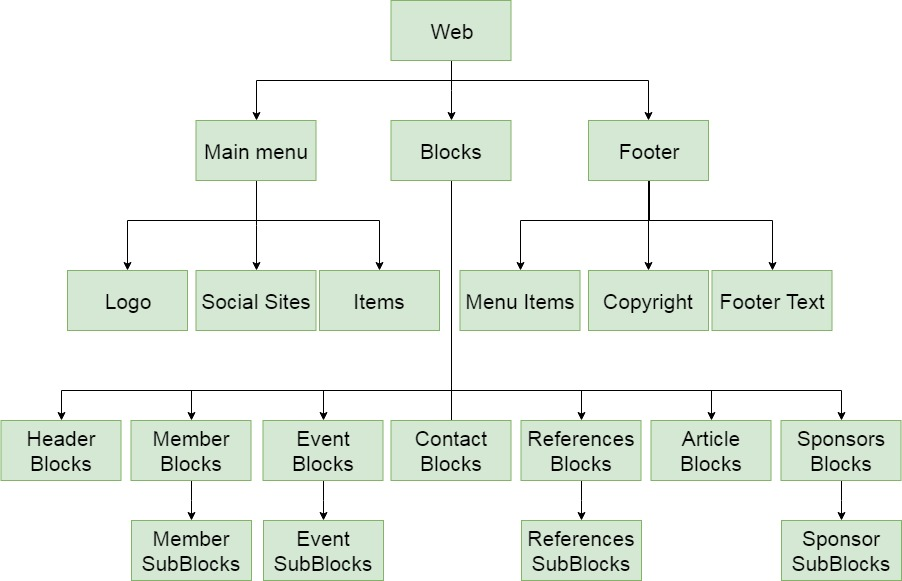 Web
Main menu
Blocks
Footer
Logo
Social Sites
Items
Menu Items
Copyright
Footer Text
Header
Blocks
Member
Blocks
Event
Blocks
Contact
Blocks
References
Blocks
Article
Blocks
Sponsors
Blocks
Member
SubBlocks
Event
SubBlocks
References
SubBlocks
Sponsor
SubBlocks